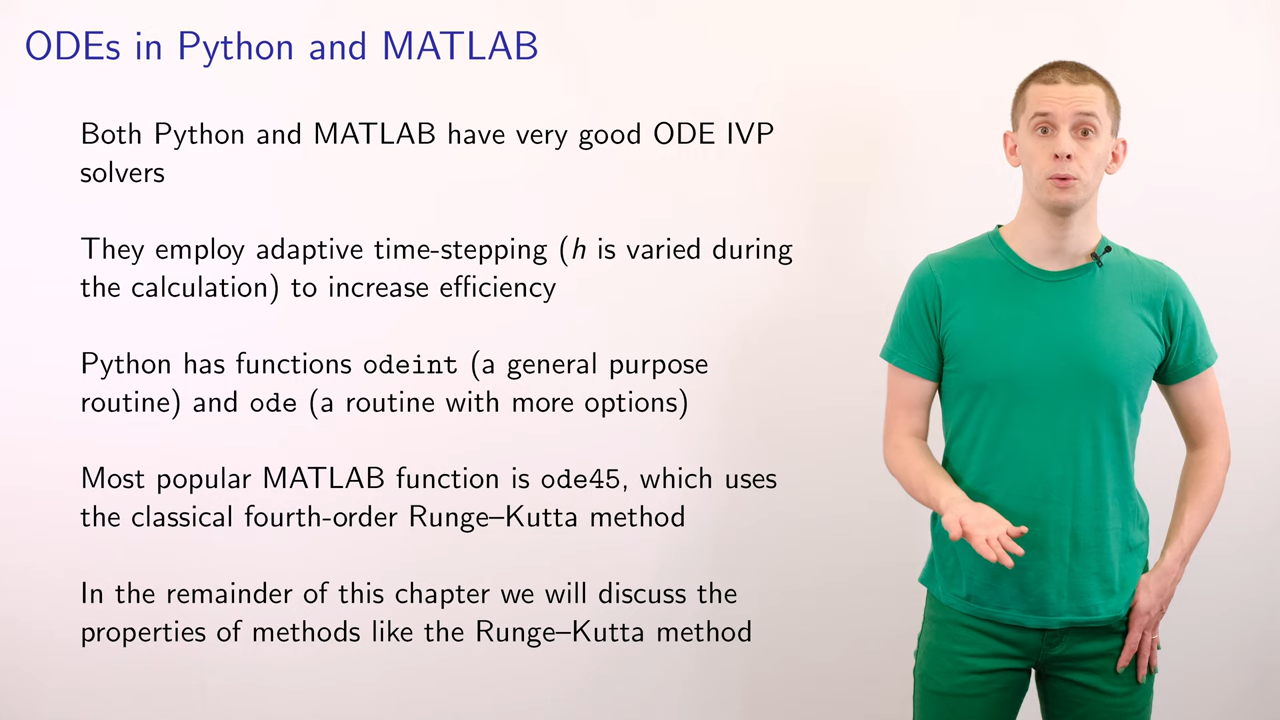 ODEs in Python and MATLAB
Both Python and MATLAB have very good ODE IVP
solvers
They employ adaptive time-stepping (h is varied during
the calculation) to increase efficiency
Python has functions odeint (a general purpose
routine) and ode (a routine with more options)
Most popular MATLAB function is ode45, which uses
the classical fourth-order Runge–Kutta method
In the remainder of this chapter we will discuss the
properties of methods like the Runge–Kutta method